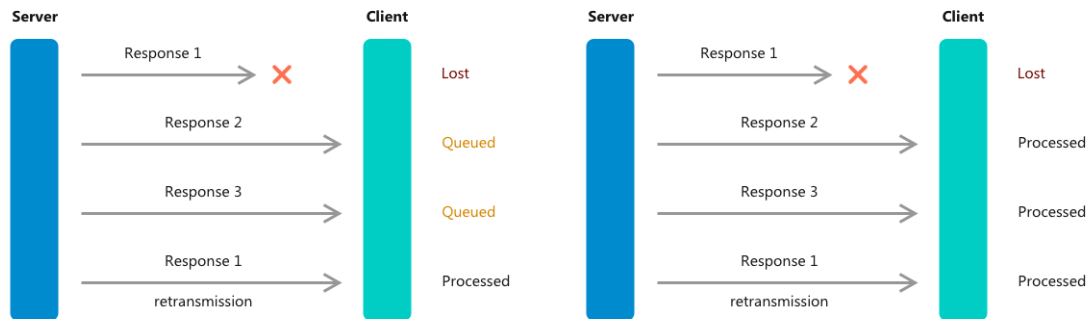 Server
Client
Response 1
Lost
Response 2
Queued
Response 3
Queued
Response 1
Processed
retransmission
Server
Client
Response 1
Lost
Response 2
Processed
Response 3
Processed
Response 1
Processed
retransmission